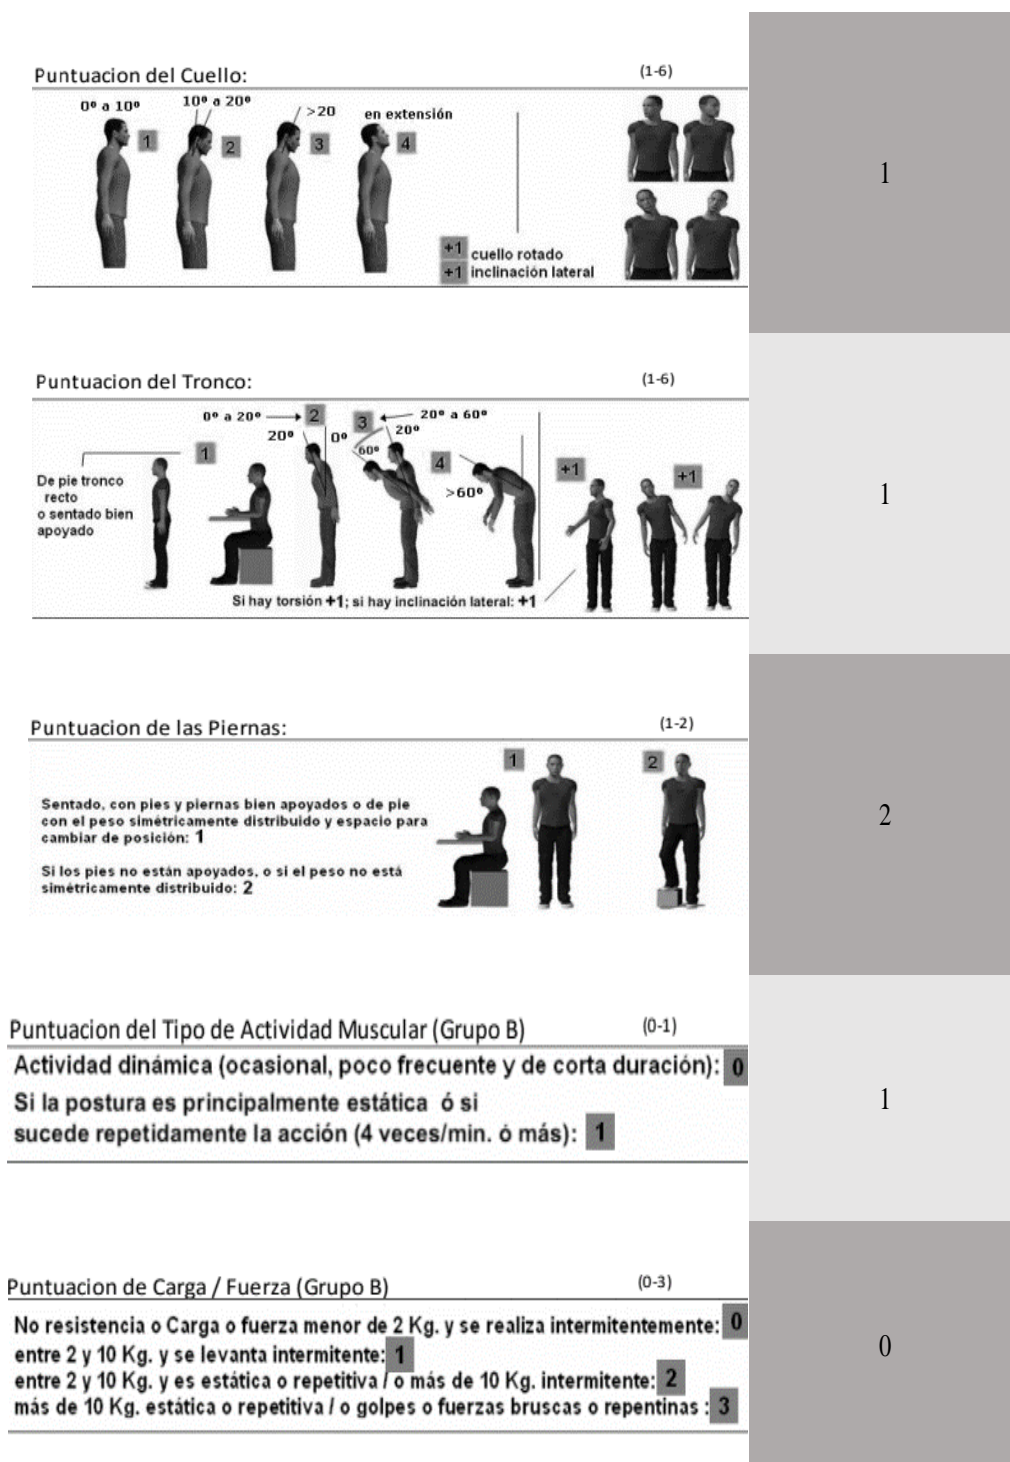 Puntuacion del Cuello:
(1-6)
0º a 10º
10º a 20º
>20
en extensión
1
2
3
4
+1 cuello rotado
+1 inclinación lateral
1
Puntuacion del Tronco:
(1-6)
0º a 20º
2
3
20º a 60º
20º
0º
20º
60º
1
4
>60º
+1
+1
De pie tronco
recto
o sentado bien
apoyado
Si hay torsión +1; si hay inclinación lateral: +1
1
Puntuacion de las Piernas:
(1-2)
1
2
Sentado, con pies y piernas bien apoyados o de pie
con el peso simétricamente distribuido y espacio para
cambiar de posición: 1
Si los pies no están apoyados, o si el peso no está
simétricamente distribuido: 2
2
Puntuacion del Tipo de Actividad Muscular (Grupo B)
(0-1)
Actividad dinámica (ocasional, poco frecuente y de corta duración): 0
Si la postura es principalmente estática ó si
sucede repetidamente la acción (4 veces/min. ó más): 1
1
Puntuacion de Carga / Fuerza (Grupo B)
(0-3)
No resistencia o Carga o fuerza menor de 2 Kg. y se realiza intermitentemente: 0
entre 2 y 10 Kg. y se levanta intermitente: 1
entre 2 y 10 Kg. y es estática o repetitiva / o más de 10 Kg. intermitente: 2
más de 10 Kg. estática o repetitiva / o golpes o fuerzas bruscas o repentinas : 3
0